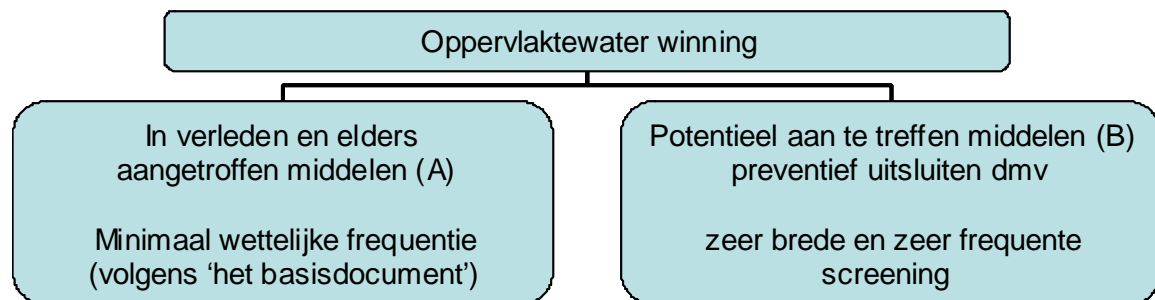 Oppervlaktewater winning
In verleden en elders
aangetroffen middelen (A)
Minimaal wettelijke frequentie
(volgens ‘het basisdocument’)
Potentieel aan te treffen middelen (B)
preventief uitsluiten dmv
zeer brede en zeer frequente
screening